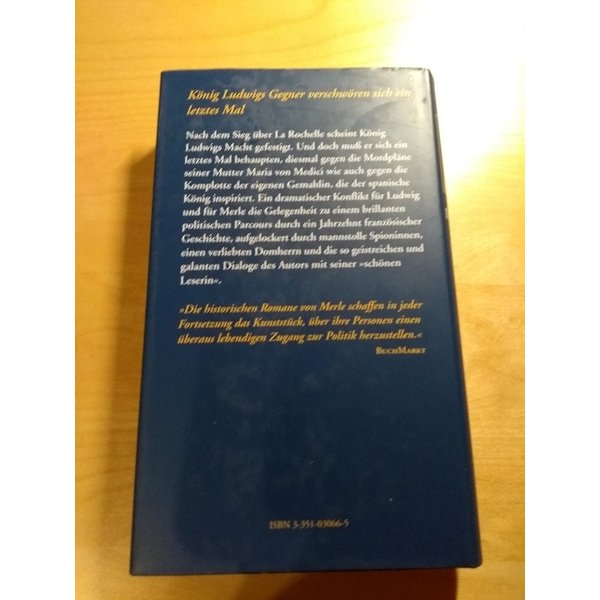 König Ludwigs Gegner verschwören sich ein
letztes Mal
Nach dem Sieg über La Rochelle scheint König
Ludwigs Macht gefestigt. Und doch muß er sich ein
letztes Mal behaupten, diesmal gegen die Mordpläne
seiner Mutter Maria von Medici wie auch gegen die
Komplotte der eigenen Gemahlin, die der spanische
König inspiriert. Ein dramatischer Konflikt für Ludwig
und für Merle die Gelegenheit zu einem brillanten
politischen Parcours durch ein Jahrzehnt französischer
Geschichte, aufgelockert durch mannstolle Spioninnen,
einen verliebten Domherrn und die so geistreichen und
galanten Dialoge des Autors mit seiner »schönen
Leserin«.
»Die historischen Romane von Merle schaffen in jeder
Fortsetzung das Kunststück, über ihre Personen einen
überaus lebendigen Zugang zur Politik herzustellen.«
BuchMarkt
ISBN 3-351-03066-5